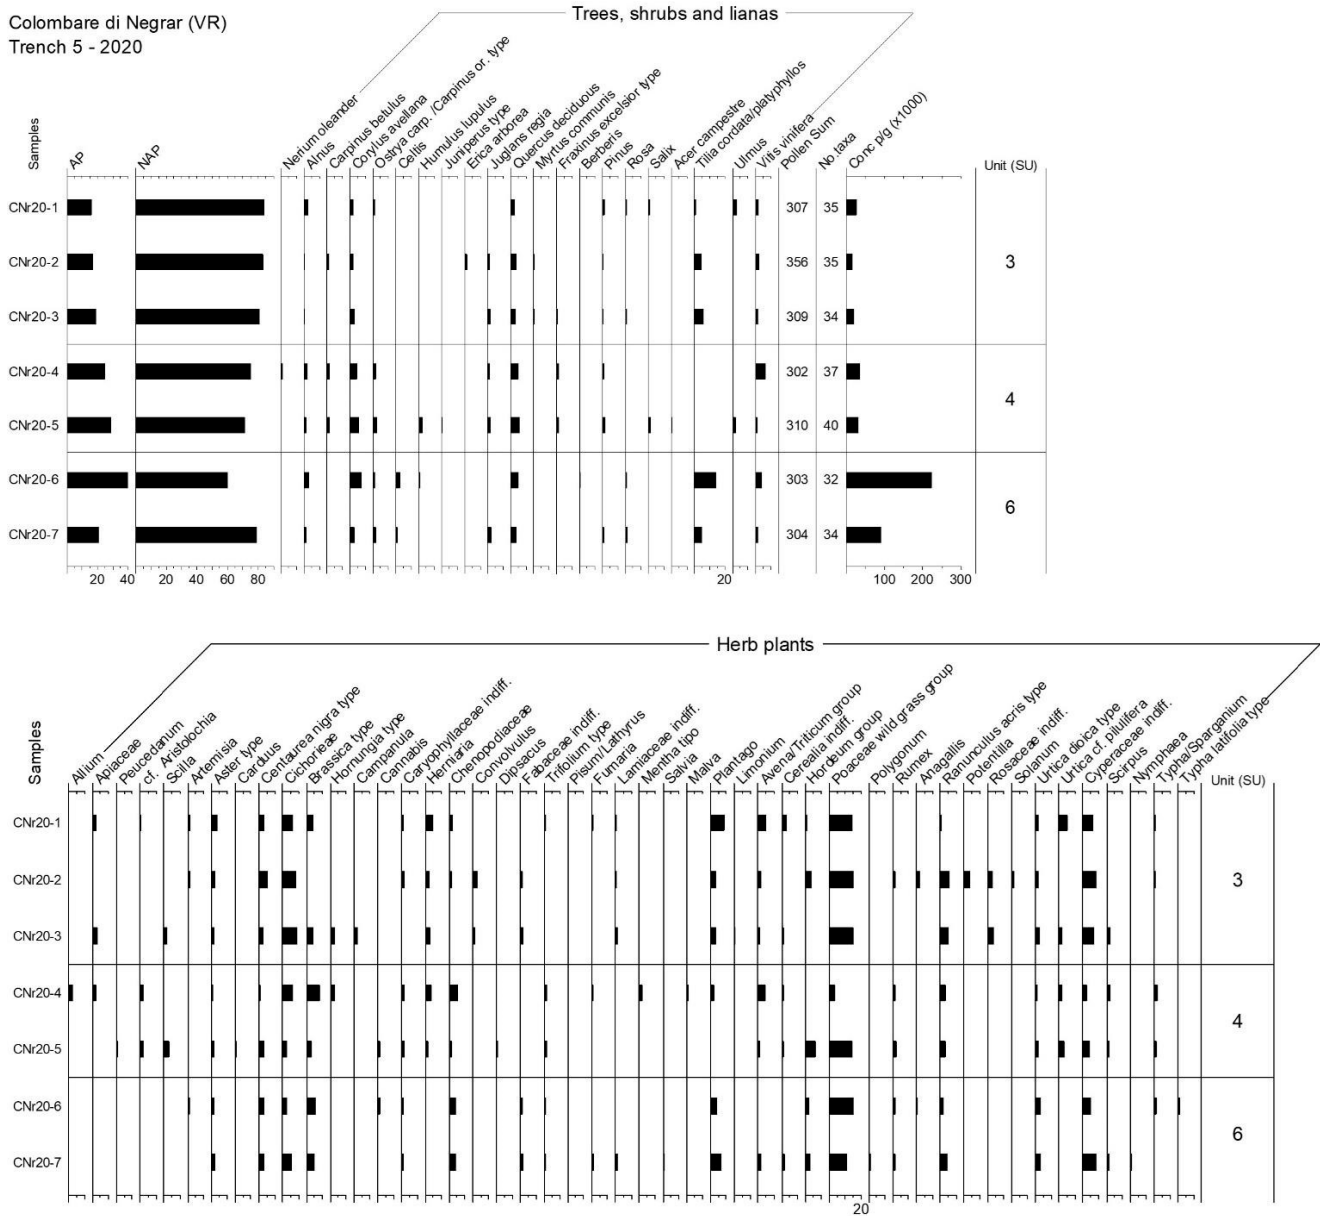 Colombare di Negrar (VR)
Trench 5 - 2020
Trees, shrubs and lianas
Samples
AP
NAP
Nerium oleander
Alnus
Carpinus betulus
Corylus avellana
Ostrya carp. /Carpinus or. type
Celtis
Humulus lupulus
Juniperus type
Erica arborea
Juglans regia
Quercus deciduous
Myrtus communis
Fraxinus excelsior type
Berberis
Pinus
Rosa
Salix
Acer campestre
Tilia cordata/platyphyllos
Ulmus
Vitis vinifera
Pollen Sum
No.taxa
Conc p/g (x1000)
Unit (SU)
CNr20-1 307 35
CNr20-2 356 35 3
CNr20-3 309 34
CNr20-4 302 37
4
CNr20-5 310 40
CNr20-6 303 32
6
CNr20-7 304 34
20 40 20 40 60 80 20 100 200 300
Herb plants
Samples
Allium
Apiaceae
Peucedanum
cf. Aristolochia
Scilla
Artemisia
Aster type
Carduus
Centaurea nigra type
Cichorieae
Brassica type
Hornungia type
Campanula
Cannabis
Caryophyllaceae indiff.
Herniaria
Chenopodiaceae
Convolvulus
Dipsacus
Fabaceae indiff.
Trifolium type
Pisum/Lathyrus
Fumaria
Lamiaceae indiff.
Mentha tipo
Salvia
Malva
Plantago
Limonium
Avena/Triticum group
Cerealia indiff.
Hordeum group
Poaceae wild grass group
Polygonum
Rumex
Anagallis
Ranunculus acris type
Potentilla
Rosaceae indiff.
Solanum
Urtica dioica type
Urtica cf. pilulifera
Cyperaceae indiff.
Scirpus
Nymphaea
Typha/Sparganium
Typha latifolia type
Unit (SU)
CNr20-1
CNr20-2 3
CNr20-3
CNr20-4
4
CNr20-5
CNr20-6
6
CNr20-7
20